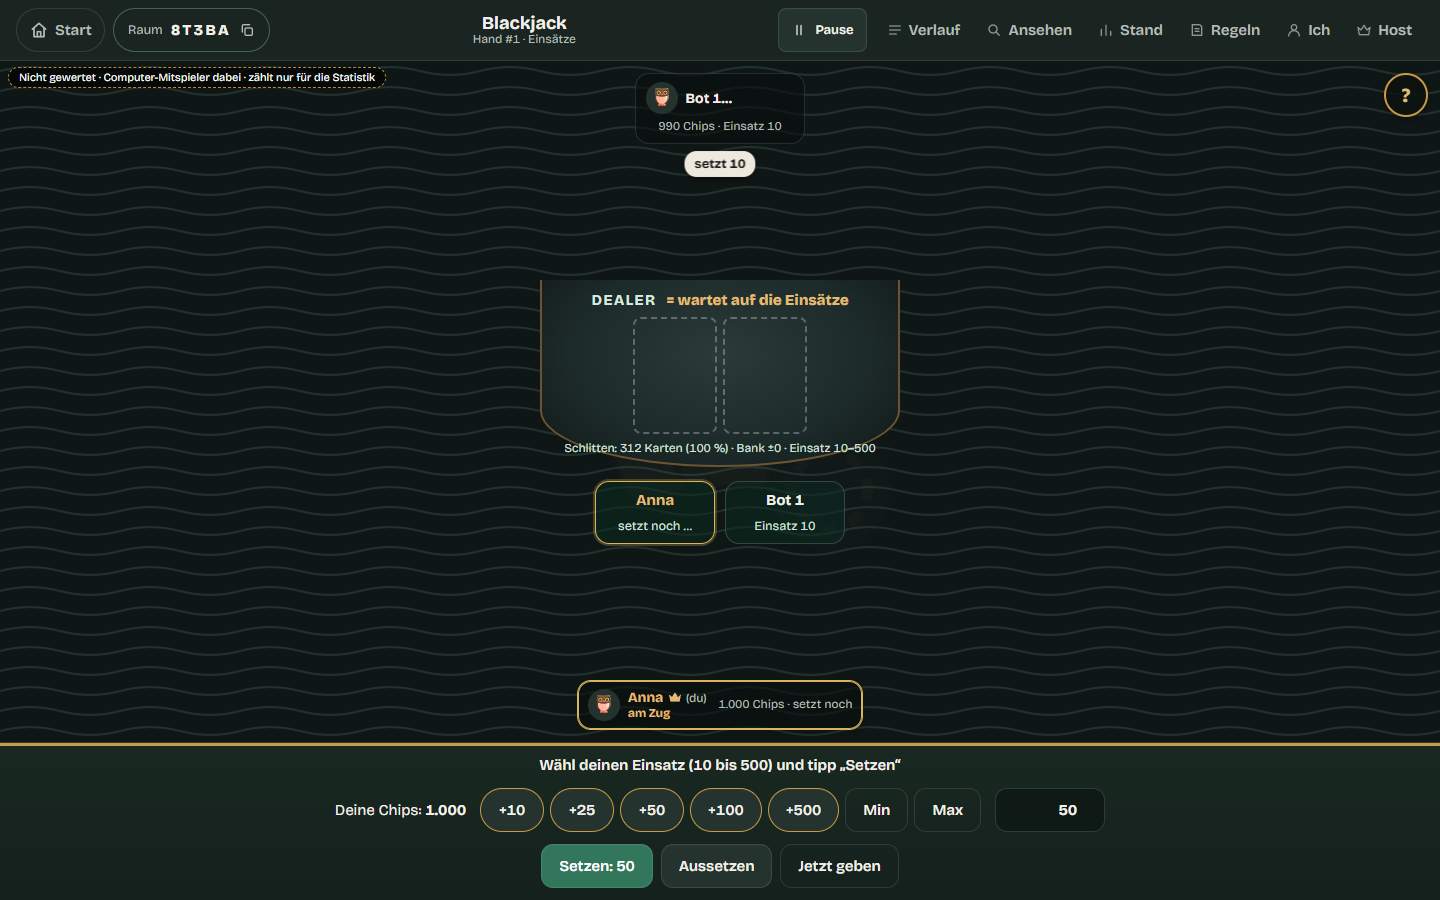 Start
Raum 8T3BA
Blackjack
Hand #1 · Einsätze
Pause
Verlauf
Ansehen
Stand
Regeln
Ich
Host
Nicht gewertet · Computer-Mitspieler dabei · zählt nur für die Statistik
?
Bot 1...
990 Chips · Einsatz 10
setzt 10
DEALER = wartet auf die Einsätze
Schlitten: 312 Karten (100 %) · Bank ±0 · Einsatz 10–500
Anna
setzt noch ...
Bot 1
Einsatz 10
Anna (du)
am Zug
1.000 Chips · setzt noch
Wähl deinen Einsatz (10 bis 500) und tipp „Setzen“
Deine Chips: 1.000
+10
+25
+50
+100
+500
Min
Max
50
Setzen: 50
Aussetzen
Jetzt geben